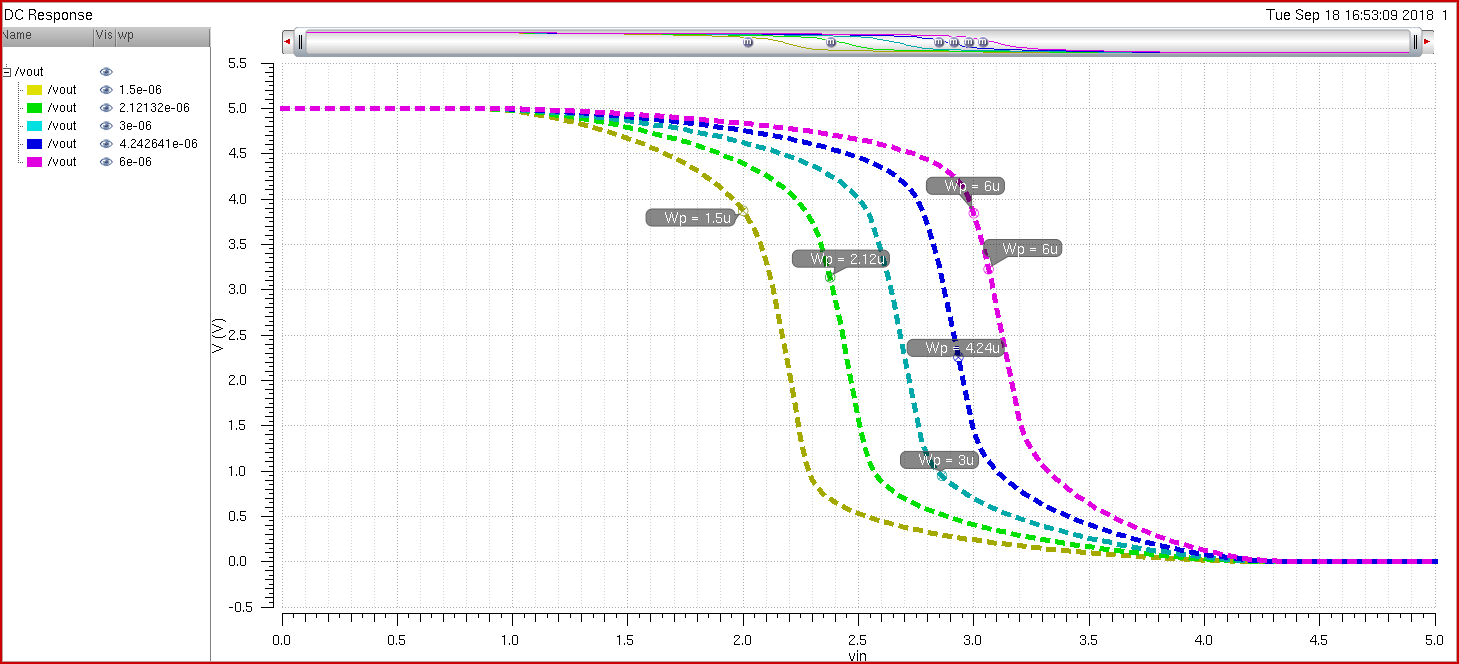 DC Response
Tue Sep 18 16:53:09 2018 1
Name Vis wp
/vout
/vout 1.5e-06
/vout 2.12132e-06
/vout 3e-06
/vout 4.242641e-06
/vout 6e-06
m m m m m m
5.5
5.0
4.5
4.0
3.5
3.0
2.5
2.0
1.5
1.0
0.5
0.0
-0.5
V (V)
Wp = 6u
Wp = 1.5u
Wp = 6u
Wp = 2.12u
Wp = 4.24u
Wp = 3u
0.0 0.5 1.0 1.5 2.0 2.5 3.0 3.5 4.0 4.5 5.0
vin